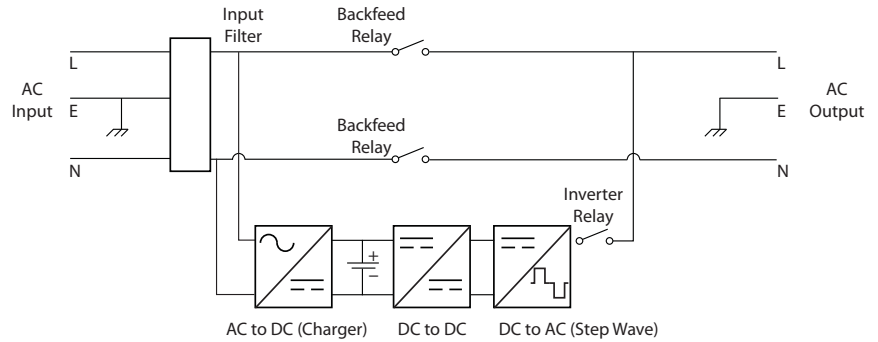 Input
Filter
Backfeed
Relay
L
L
AC
Input
E
AC
Output
E
Backfeed
Relay
N
N
Inverter
Relay
+
−
AC to DC (Charger)
DC to DC
DC to AC (Step Wave)